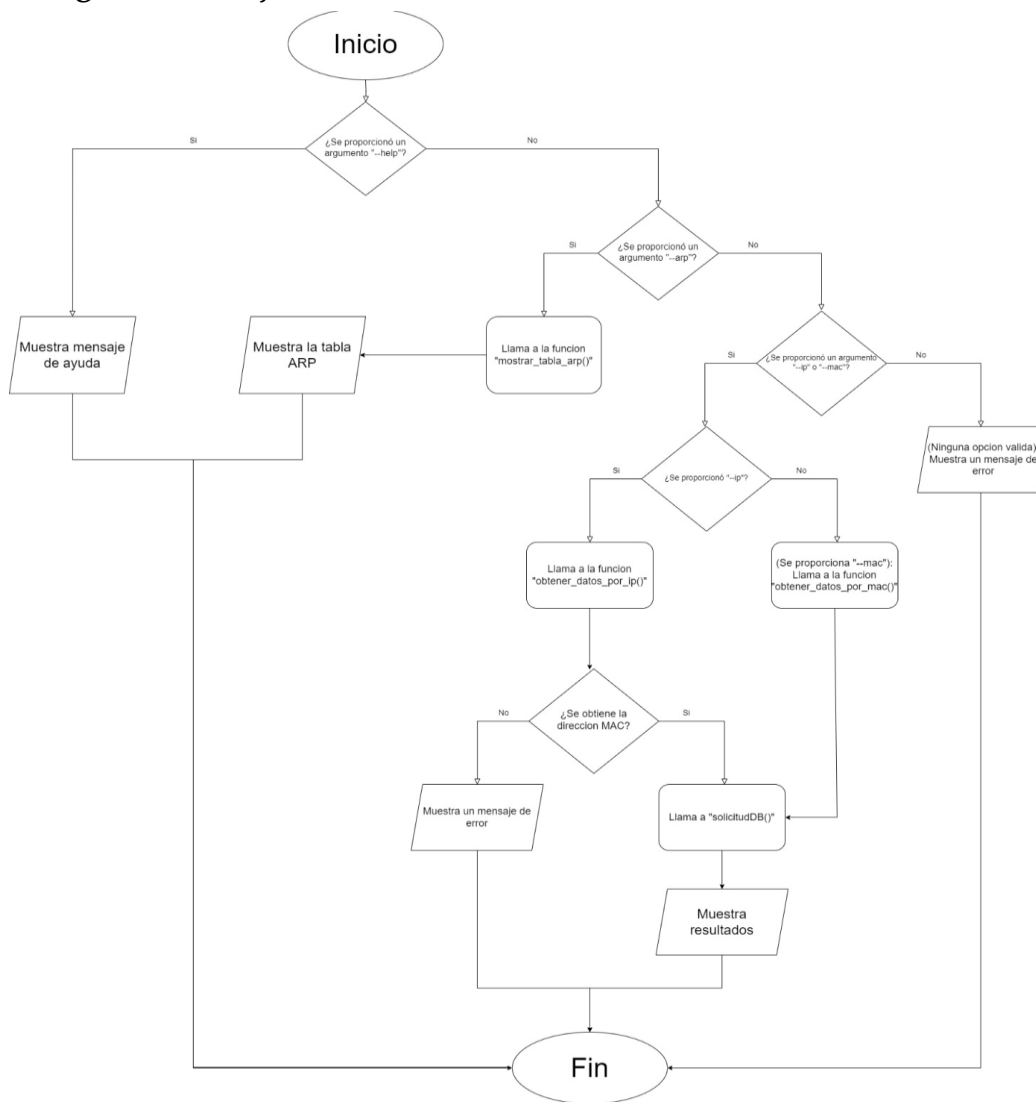 Inicio
¿Se proporcionó un
argumento "--help"?
Si
No
¿Se proporcionó un
argumento "--arp"?
Si
No
Muestra mensaje
de ayuda
Muestra la tabla
ARP
Llama a la funcion
"mostrar_tabla_arp()"
¿Se proporcionó un argumento
"--ip" o "--mac"?
Si
No
(Ninguna opcion valida)
Muestra un mensaje de
error
¿Se proporcionó "--ip"?
Si
No
Llama a la funcion
"obtener_datos_por_ip()"
(Se proporciona "--mac"):
Llama a la funcion
"obtener_datos_por_mac()"
¿Se obtiene la
direccion MAC?
No
Si
Muestra un mensaje de
error
Llama a "solicitudDB()"
Muestra
resultados
Fin